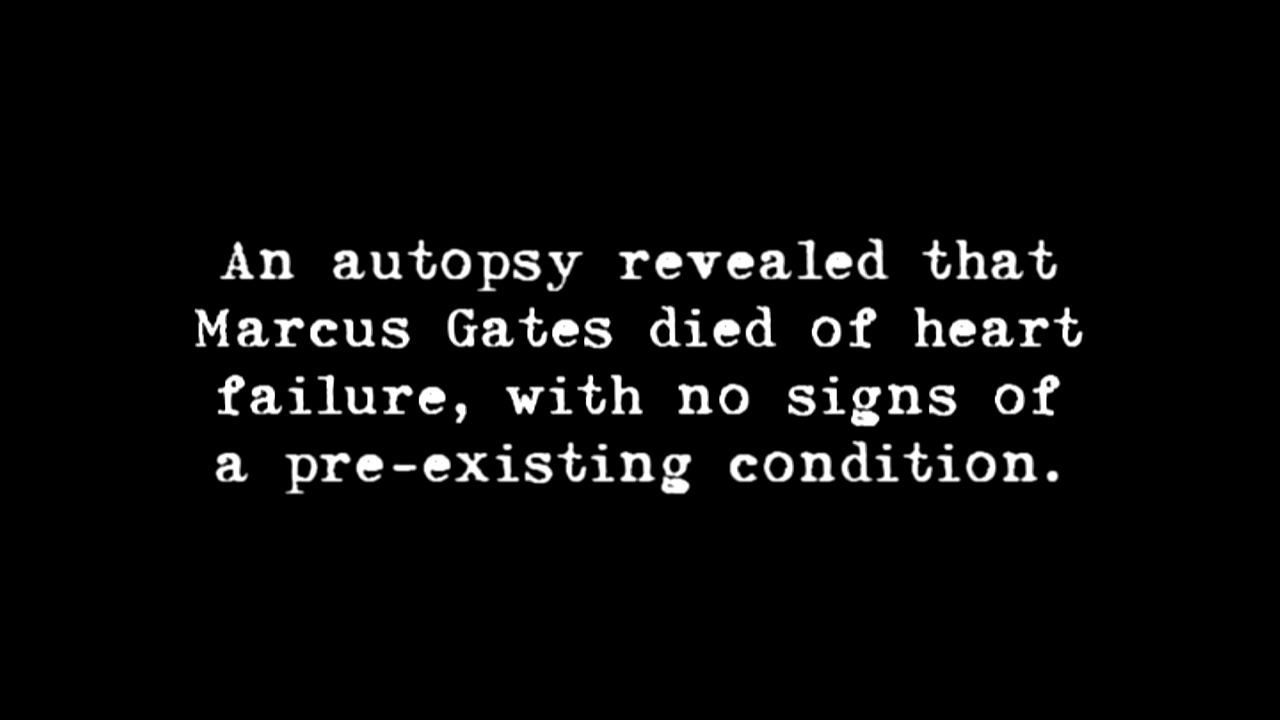 An autopsy revealed that
Marcus Gates died of heart
failure, with no signs of
a pre-existing condition.